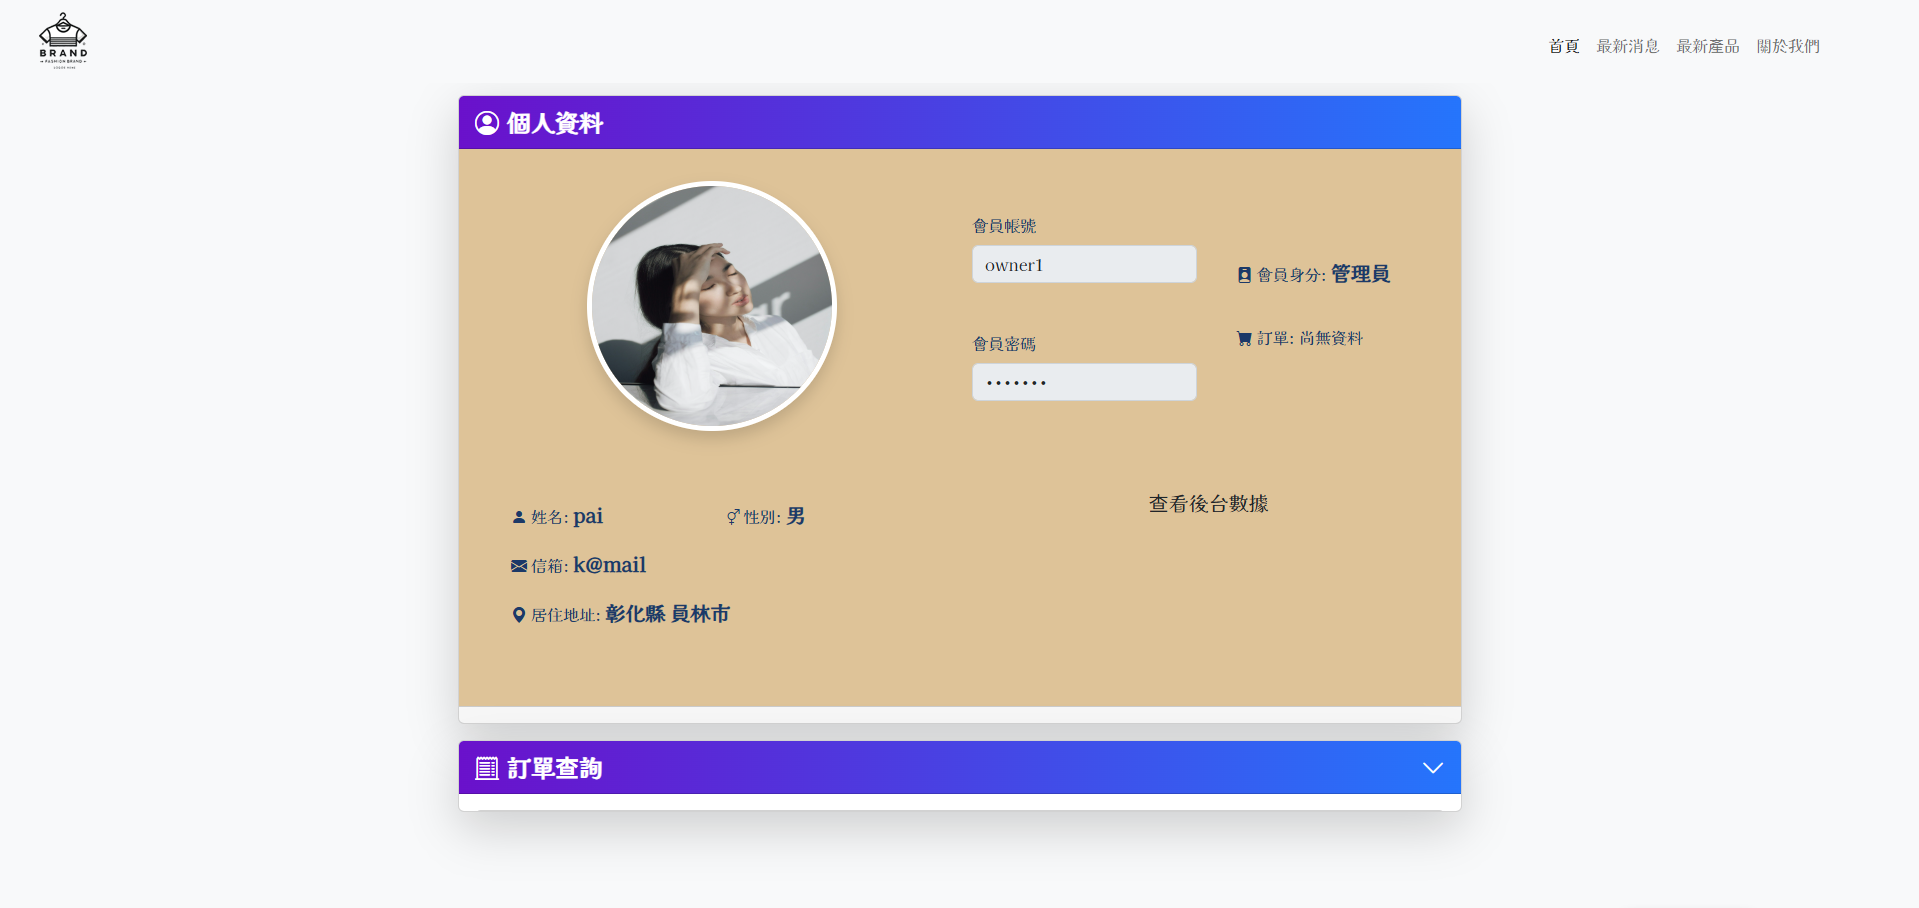 BRAND
FASHION BRAND
首頁 最新消息 最新產品 關於我們
個人資料
會員帳號
owner1
會員身分: 管理員
訂單: 尚無資料
會員密碼
•••••••
查看後台數據
姓名: pai
性別: 男
信箱: k@mail
居住地址: 彰化縣 員林市
訂單查詢